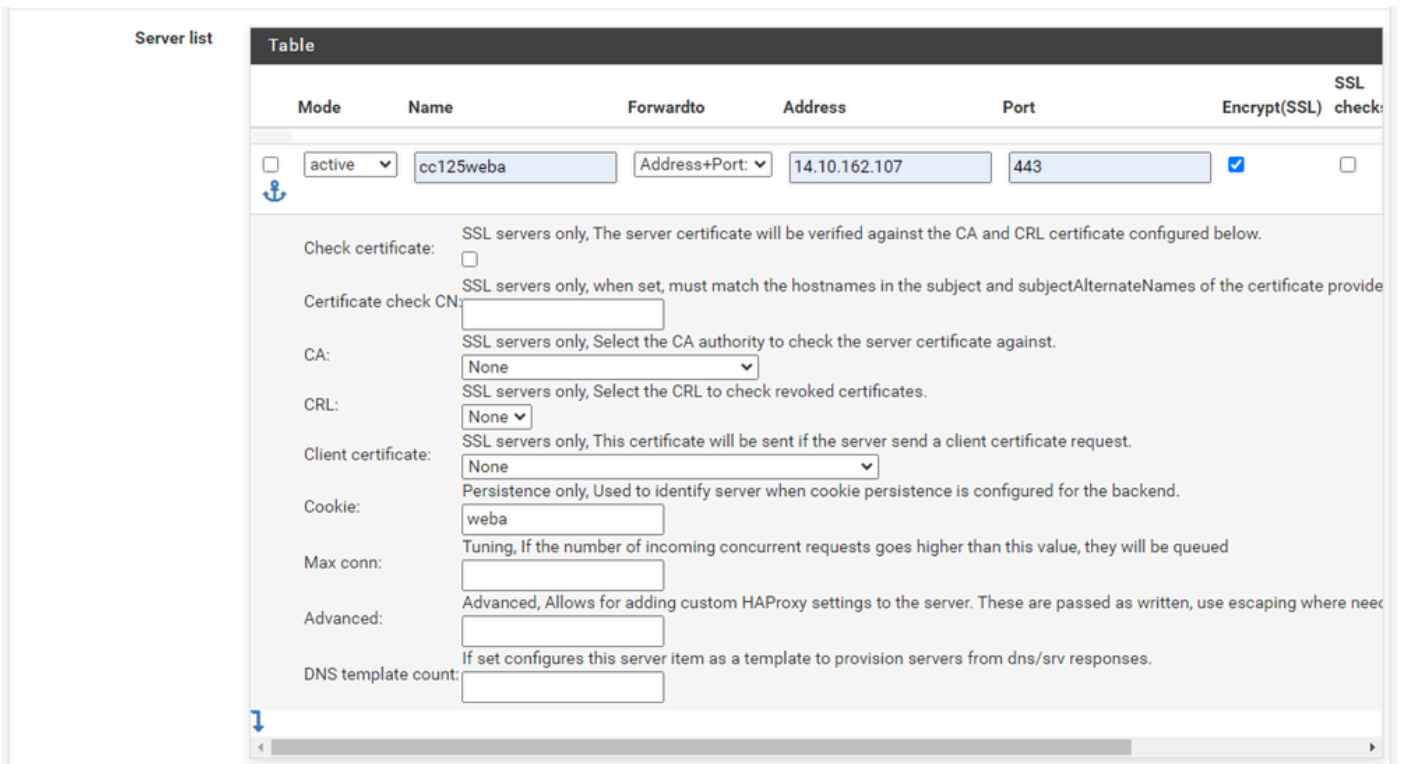 Server list
Table
Mode Name Forwardto Address Port Encrypt(SSL) SSL checks
active cc125weba Address+Port: 14.10.162.107 443
SSL servers only, The server certificate will be verified against the CA and CRL certificate configured below.
Check certificate:
SSL servers only, when set, must match the hostnames in the subject and subjectAlternateNames of the certificate provide
Certificate check CN:
SSL servers only, Select the CA authority to check the server certificate against.
CA:
None
SSL servers only, Select the CRL to check revoked certificates.
CRL:
None
SSL servers only, This certificate will be sent if the server send a client certificate request.
Client certificate:
None
Persistence only, Used to identify server when cookie persistence is configured for the backend.
Cookie:
weba
Tuning, If the number of incoming concurrent requests goes higher than this value, they will be queued
Max conn:
Advanced, Allows for adding custom HAProxy settings to the server. These are passed as written, use escaping where need
Advanced:
If set configures this server item as a template to provision servers from dns/srv responses.
DNS template count: